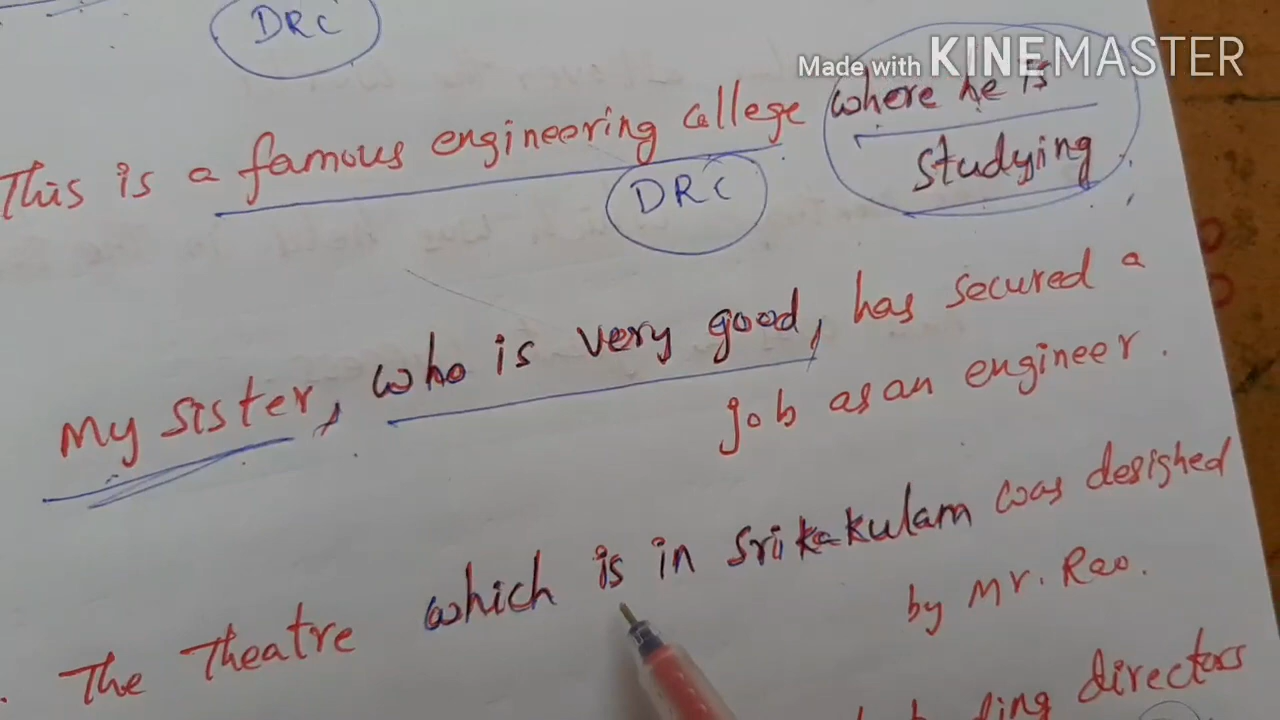 DRC
Made with KINEMASTER
This is a famous engineering college where he is
studying
DRC
My sister, who is very good, has secured a
job as an engineer.
The Theatre which is in Srikakulam was designed
by Mr. Rao.
ding directors